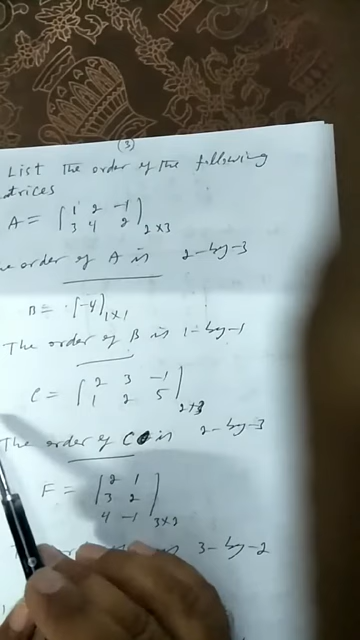 (3)
List the order of the following
atrices
A = [1 2 -1
3 4 2] 2×3
he order of A is 2-by-3
B = [-4] 1×1
The order of B is 1-by-1
C = [2 3 -1
1 2 5] 2×3
The order of C is 2-by-3
F = [2 1
3 2
4 -1] 3×2
3-by-2